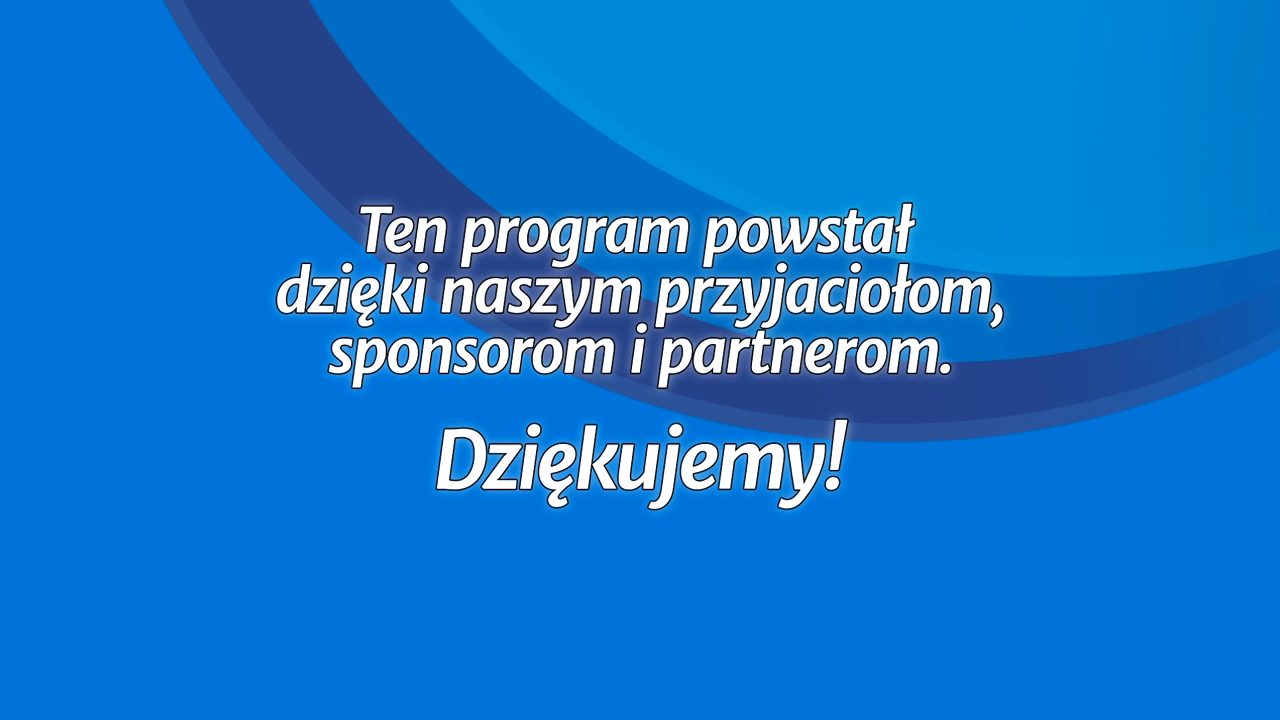 Ten program powstał
dzięki naszym przyjaciołom,
sponsorom i partnerom.
Dziękujemy!